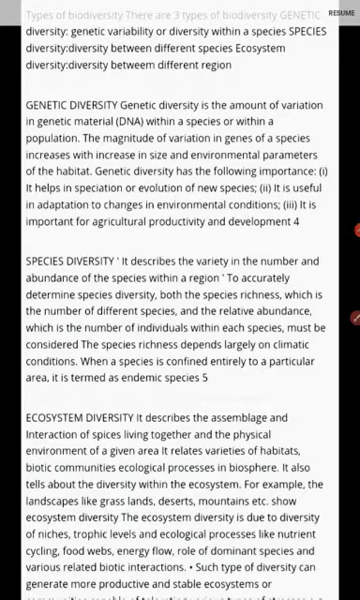 Types of biodiversity There are 3 types of biodiversity GENETIC
RESUME
diversity: genetic variability or diversity within a species SPECIES
diversity:diversity between different species Ecosystem
diversity:diversity betweem different region
GENETIC DIVERSITY Genetic diversity is the amount of variation
in genetic material (DNA) within a species or within a
population. The magnitude of variation in genes of a species
increases with increase in size and environmental parameters
of the habitat. Genetic diversity has the following importance: (i)
It helps in speciation or evolution of new species; (ii) It is useful
in adaptation to changes in environmental conditions; (iii) It is
important for agricultural productivity and development 4
SPECIES DIVERSITY ' It describes the variety in the number and
abundance of the species within a region ' To accurately
determine species diversity, both the species richness, which is
the number of different species, and the relative abundance,
which is the number of individuals within each species, must be
considered The species richness depends largely on climatic
conditions. When a species is confined entirely to a particular
area, it is termed as endemic species 5
ECOSYSTEM DIVERSITY It describes the assemblage and
Interaction of spices living together and the physical
environment of a given area It relates varieties of habitats,
biotic communities ecological processes in biosphere. It also
tells about the diversity within the ecosystem. For example, the
landscapes like grass lands, deserts, mountains etc. show
ecosystem diversity The ecosystem diversity is due to diversity
of niches, trophic levels and ecological processes like nutrient
cycling, food webs, energy flow, role of dominant species and
various related biotic interactions. • Such type of diversity can
generate more productive and stable ecosystems or